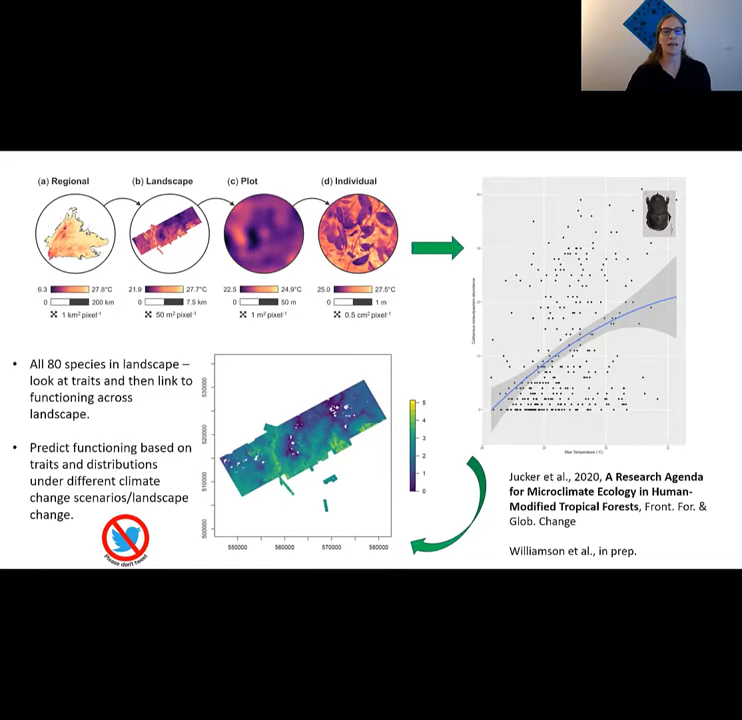 (a) Regional (b) Landscape (c) Plot (d) Individual
6.3 27.8°C 21.9 27.7°C 22.5 24.9°C 25.0 27.5°C
0 200 km 0 7.5 km 0 50 m 0 1 m
1 km² pixel⁻¹ 50 m² pixel⁻¹ 1 m² pixel⁻¹ 0.5 cm² pixel⁻¹
• All 80 species in landscape –
look at traits and then link to
functioning across
landscape.
• Predict functioning based on
traits and distributions
under different climate
change scenarios/landscape
change.
Please don't tweet
530000
520000
510000
500000
550000 560000 570000 580000
5
4
3
2
1
0
Max Temperature (°C)
Jucker et al., 2020, A Research Agenda
for Microclimate Ecology in Human-
Modified Tropical Forests, Front. For. &
Glob. Change
Williamson et al., in prep.